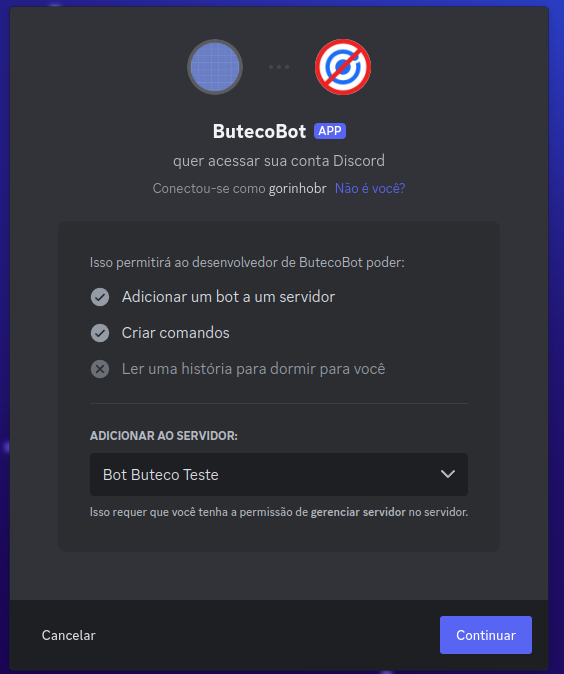 ButecoBot APP
quer acessar sua conta Discord
Conectou-se como gorinhobr Não é você?
Isso permitirá ao desenvolvedor de ButecoBot poder:
Adicionar um bot a um servidor
Criar comandos
Ler uma história para dormir para você
ADICIONAR AO SERVIDOR:
Bot Buteco Teste
Isso requer que você tenha a permissão de gerenciar servidor no servidor.
Cancelar
Continuar